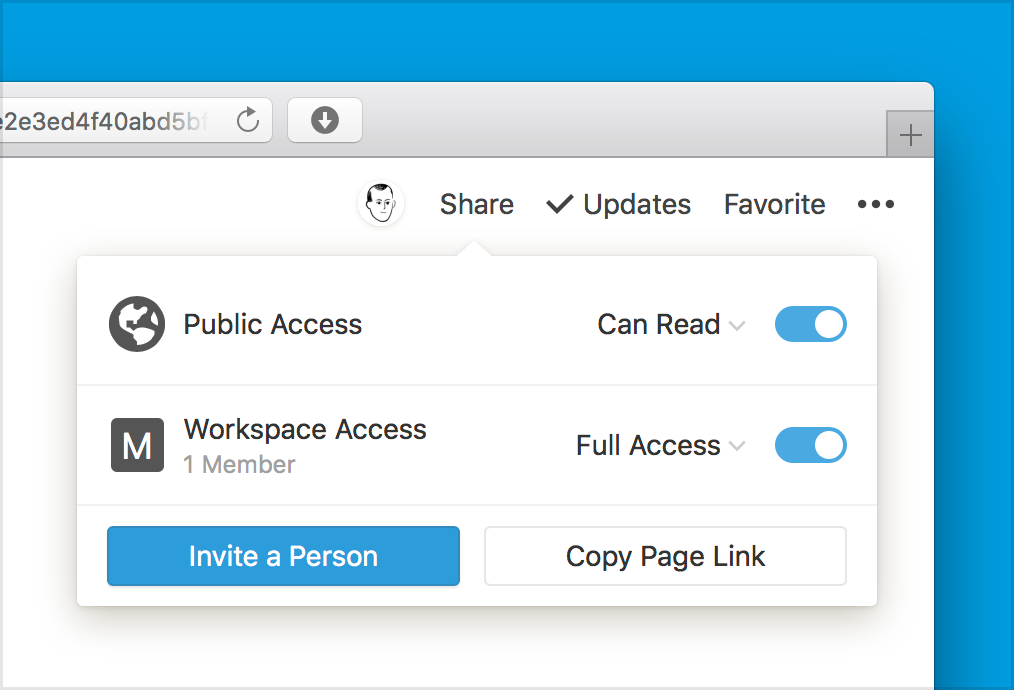 e2e3ed4f40abd5bf
Share Updates Favorite
Public Access Can Read
M Workspace Access Full Access
1 Member
Invite a Person Copy Page Link